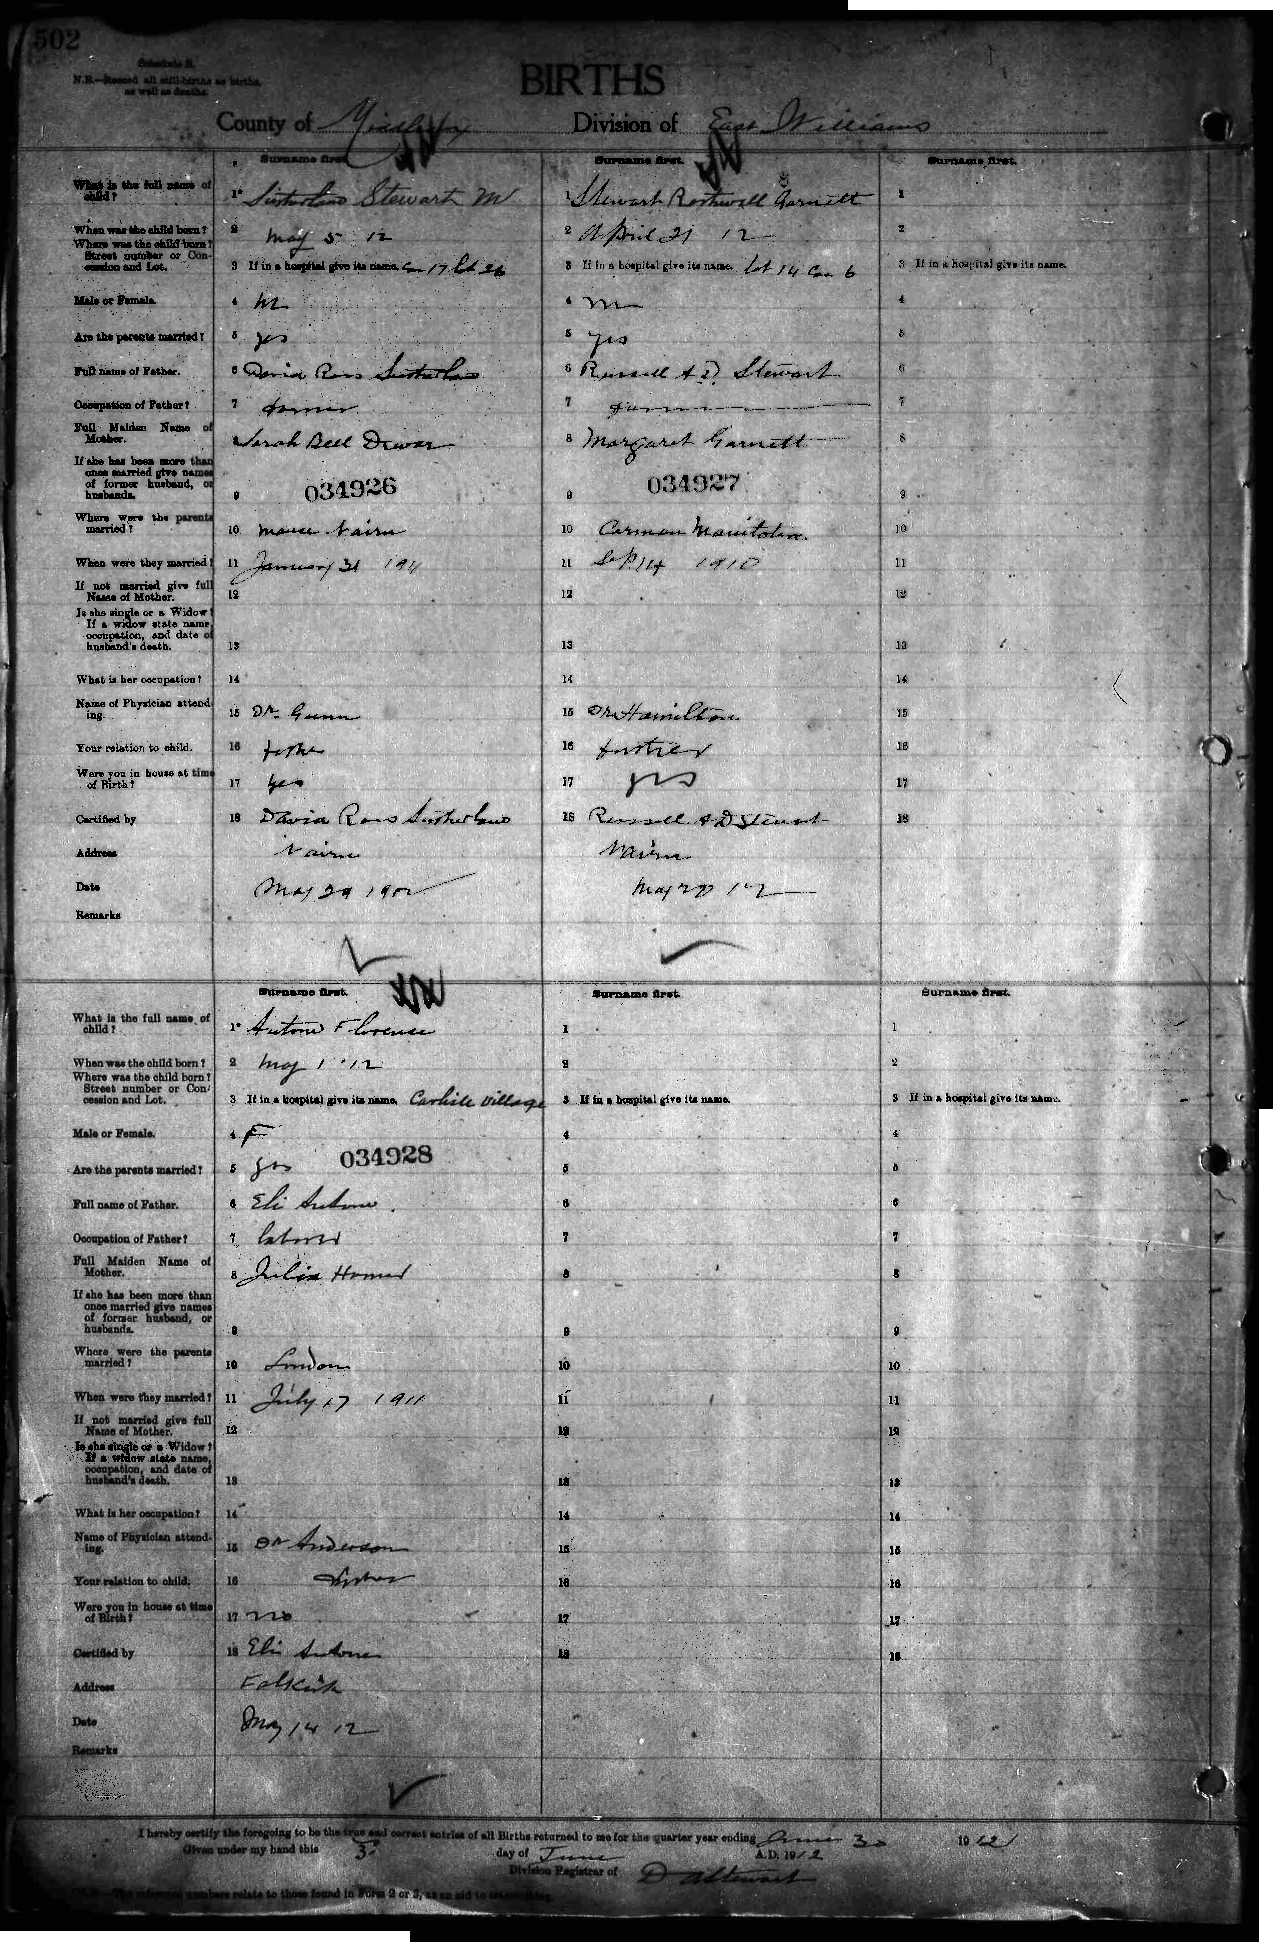 502
Schedule B.
N.B.—Record all still-births as births,
as well as deaths.
BIRTHS
County of Middlesex Division of East Williams
Surname first. Surname first. Surname first.
What is the full name of child? 1 Sutherland Stewart M 1 Stewart Rothwell Garnett 1
When was the child born? 2 May 5 12 2 April 21 12 2
Where was the child born?
Street number or Con-
cession and Lot. 3 If in a hospital give its name. Con 17 lot 26 3 If in a hospital give its name. lot 14 Con 6 3 If in a hospital give its name.
Male or Female. 4 M 4 m 4
Are the parents married? 5 yes 5 yes 5
Full name of Father. 6 David Ross Sutherland 6 Russell A D. Stewart 6
Occupation of Father? 7 farmer 7 farmer 7
Full Maiden Name of
Mother. 8 Sarah Bell Dewar 8 Margaret Garnett 8
If she has been more than
once married give names
of former husband, or
husbands. 9 034926 9 034927 9
Where were the parents
married? 10 manse Nairn 10 Carman Manitoba. 10
When were they married? 11 January 31 1911 11 Sep 14 1910 11
If not married give full
Name of Mother. 12 12 12
Is she single or a Widow?
If a widow state name,
occupation, and date of
husband's death. 13 13 13
What is her occupation? 14 14 14
Name of Physician attend-
ing. 15 Dr. Gunn 15 Dr Hamilton 15
Your relation to child. 16 father 16 father 16
Were you in house at time
of Birth? 17 yes 17 yes 17
Certified by 18 David Ross Sutherland 18 Russell A D Stewart 18
Address Nairn Nairn
Date May 29 1912 May 12
Remarks
Surname first. Surname first. Surname first.
What is the full name of
child? 1 Antone Florence 1 1
When was the child born? 2 May 1 12 2 2
Where was the child born?
Street number or Con-
cession and Lot. 3 If in a hospital give its name. Carlisle Village 3 If in a hospital give its name. 3 If in a hospital give its name.
Male or Female. 4 F 4 4
Are the parents married? 5 yes 034928 5 5
Full name of Father. 6 Eli Antone. 6 6
Occupation of Father? 7 laborer 7 7
Full Maiden Name of
Mother. 8 Julia Homer 8 8
If she has been more than
once married give names
of former husband, or
husbands. 9 9 9
Where were the parents
married? 10 London 10 10
When were they married? 11 July 17 1911 11 11
If not married give full
Name of Mother. 12 12 12
Is she single or a Widow?
If a widow state name,
occupation, and date of
husband's death. 13 13 13
What is her occupation? 14 14 14
Name of Physician attend-
ing. 15 Dr Anderson 15 15
Your relation to child. 16 father 16 16
Were you in house at time
of Birth? 17 no 17 17
Certified by 18 Eli Antone 18 18
Address Falkirk
Date May 14 12
Remarks
I hereby certify the foregoing to be the true and correct entries of all Births returned to me for the quarter year ending June 30 1912
Given under my hand this 3 day of June A.D. 1912
Division Registrar of D A Stewart
N.B.—The reference numbers relate to those found in Form 2 or 3, as an aid to